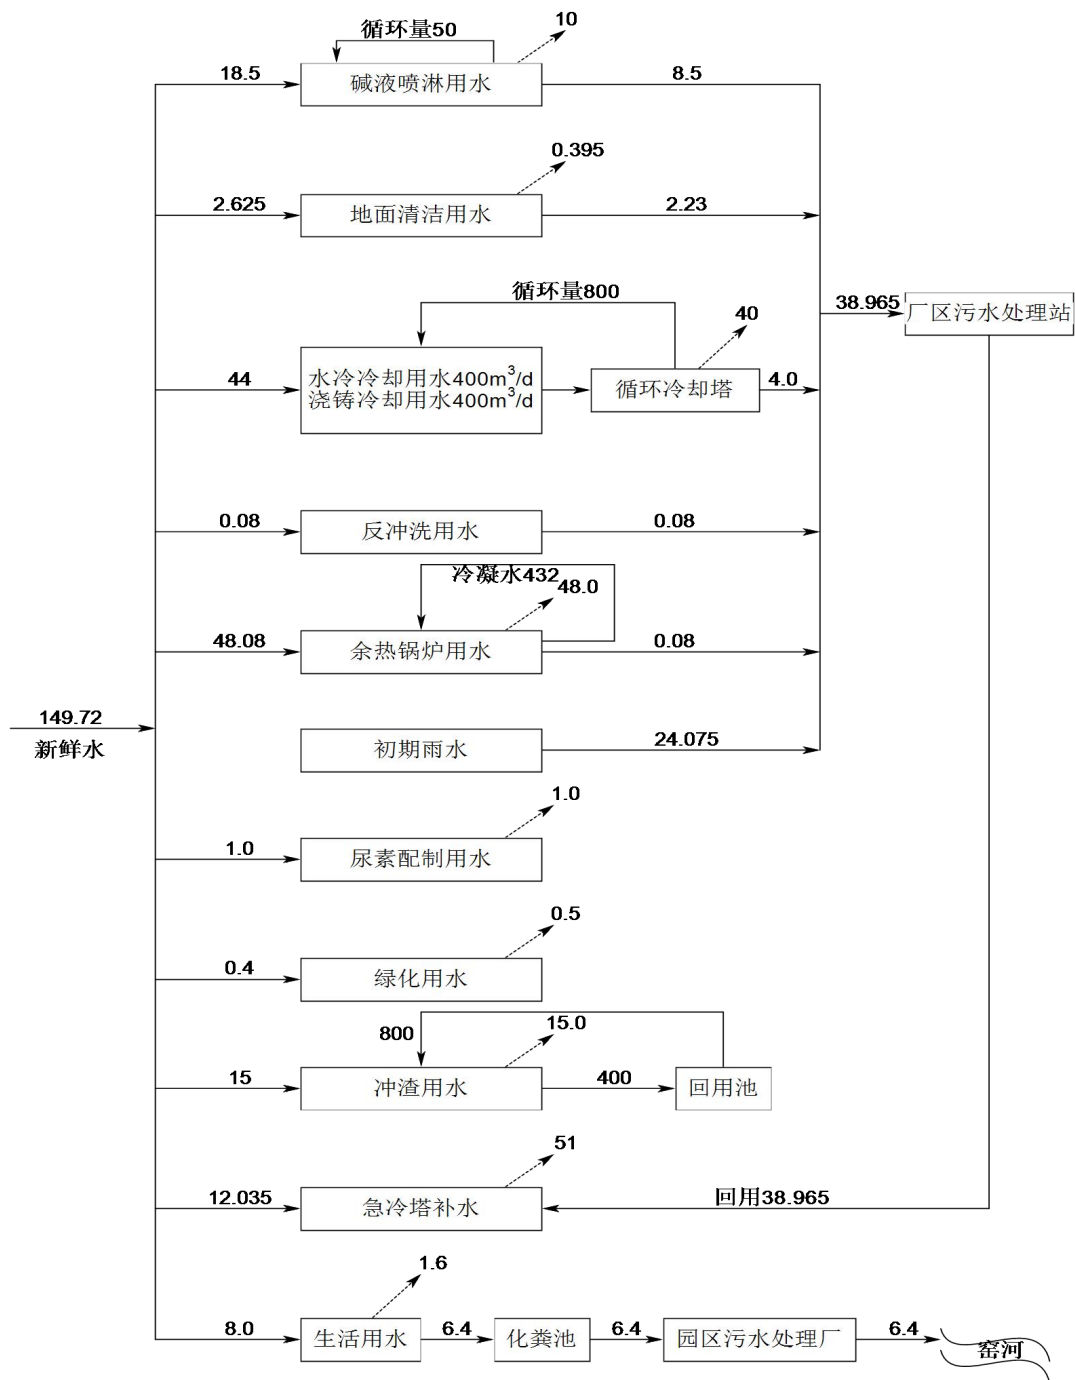 循环量50
10
18.5
碱液喷淋用水
8.5
0.395
2.625
地面清洁用水
2.23
循环量800
40
38.965
厂区污水处理站
44
水冷冷却用水400m³/d
浇铸冷却用水400m³/d
循环冷却塔
4.0
0.08
反冲洗用水
0.08
冷凝水432
48.0
48.08
余热锅炉用水
0.08
149.72
新鲜水
初期雨水
24.075
1.0
1.0
尿素配制用水
0.5
0.4
绿化用水
800
15.0
15
冲渣用水
400
回用池
51
12.035
急冷塔补水
回用38.965
1.6
8.0
生活用水
6.4
化粪池
6.4
园区污水处理厂
6.4
窑河